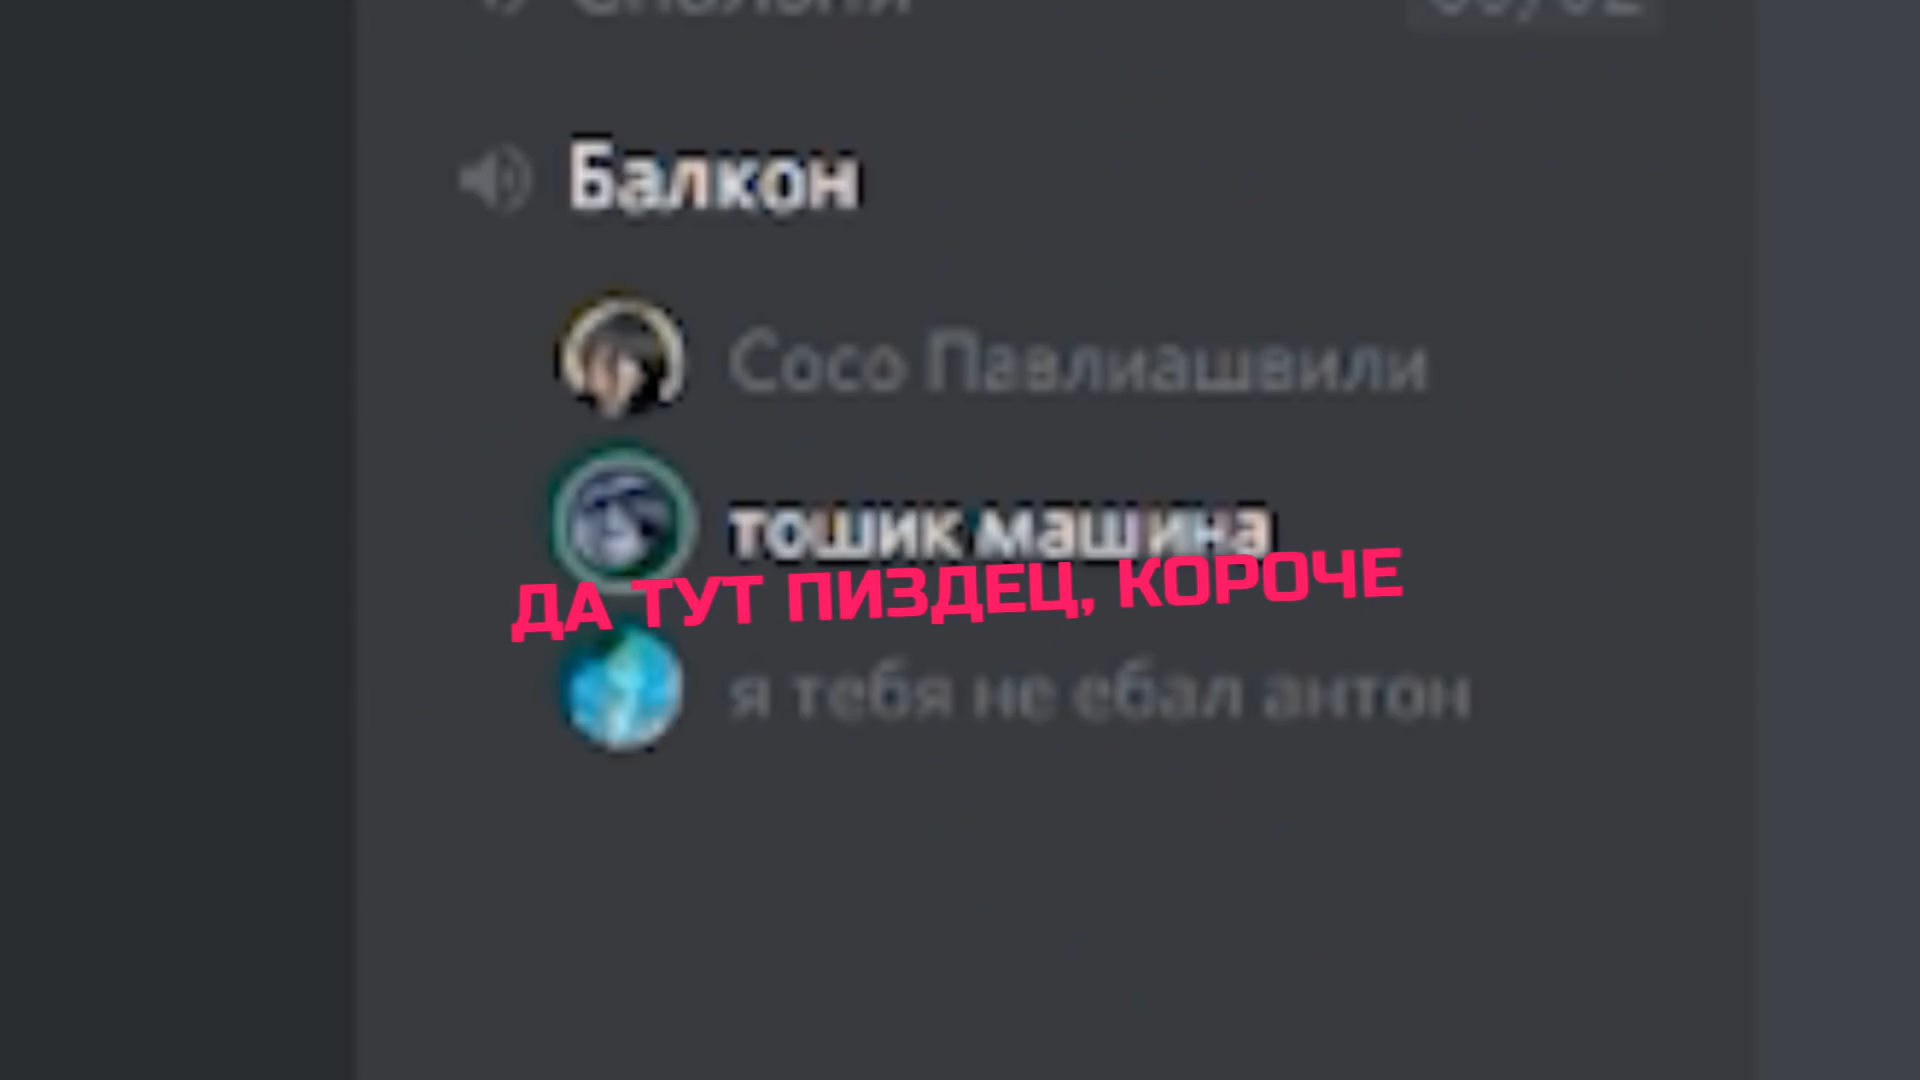 Балкон
Сосо Павлиашвили
тошик машина
ДА ТУТ ПИЗДЕЦ, КОРОЧЕ
я тебя не ебал антон